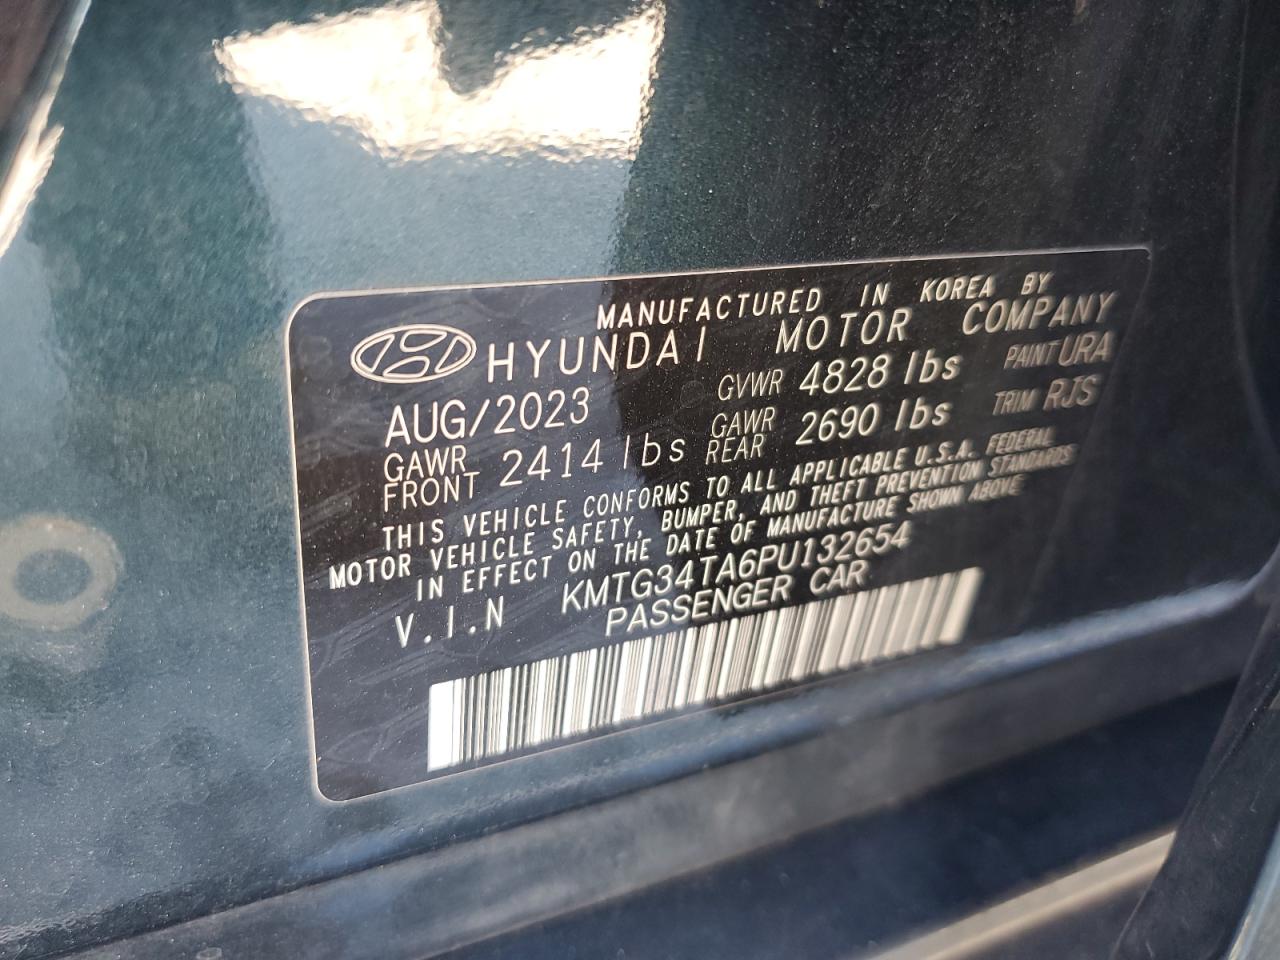 MANUFACTURED IN KOREA BY
HYUNDAI MOTOR COMPANY
AUG/2023 GVWR 4828 lbs PAINT URA
GAWR FRONT 2414 lbs GAWR REAR 2690 lbs TRIM RJS
THIS VEHICLE CONFORMS TO ALL APPLICABLE U.S.A. FEDERAL
MOTOR VEHICLE SAFETY, BUMPER, AND THEFT PREVENTION STANDARDS
IN EFFECT ON THE DATE OF MANUFACTURE SHOWN ABOVE
V.I.N KMTG34TA6PU132654
PASSENGER CAR